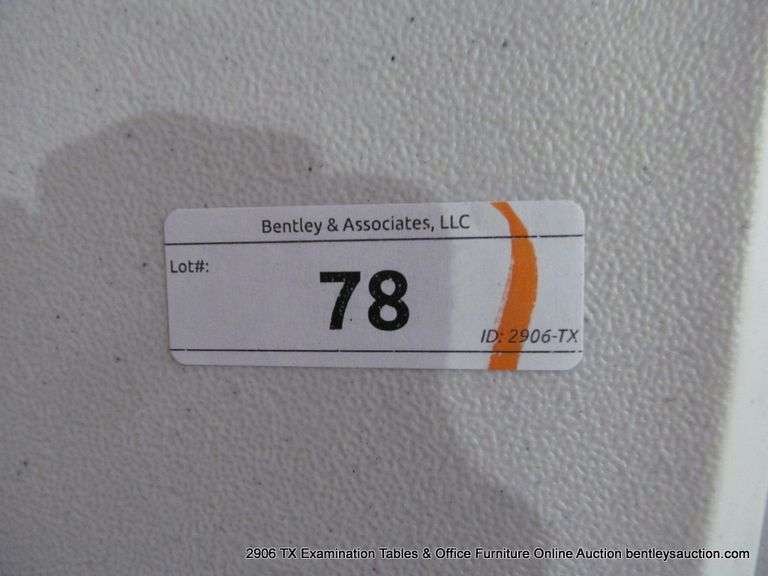 Bentley & Associates, LLC
Lot#:
78
ID: 2906-TX
2906 TX Examination Tables & Office Furniture Online Auction bentleysauction.com